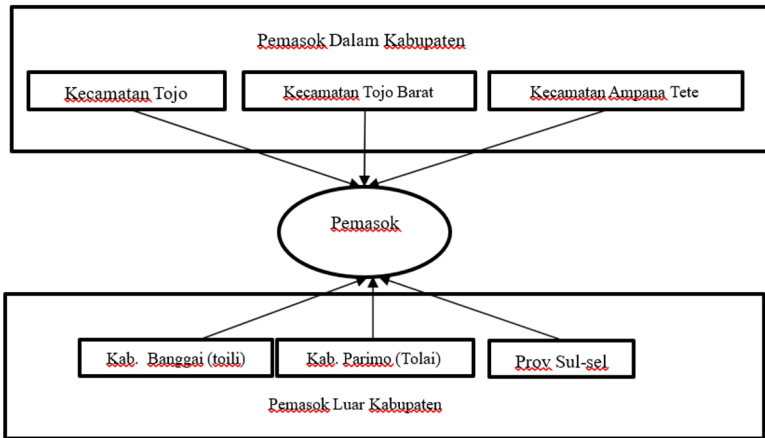 Pemasok Dalam Kabupaten
Kecamatan Tojo
Kecamatan Tojo Barat
Kecamatan Ampana Tete
Pemasok
Kab. Banggai (toili)
Kab. Parimo (Tolai)
Prov Sul-sel
Pemasok Luar Kabupaten